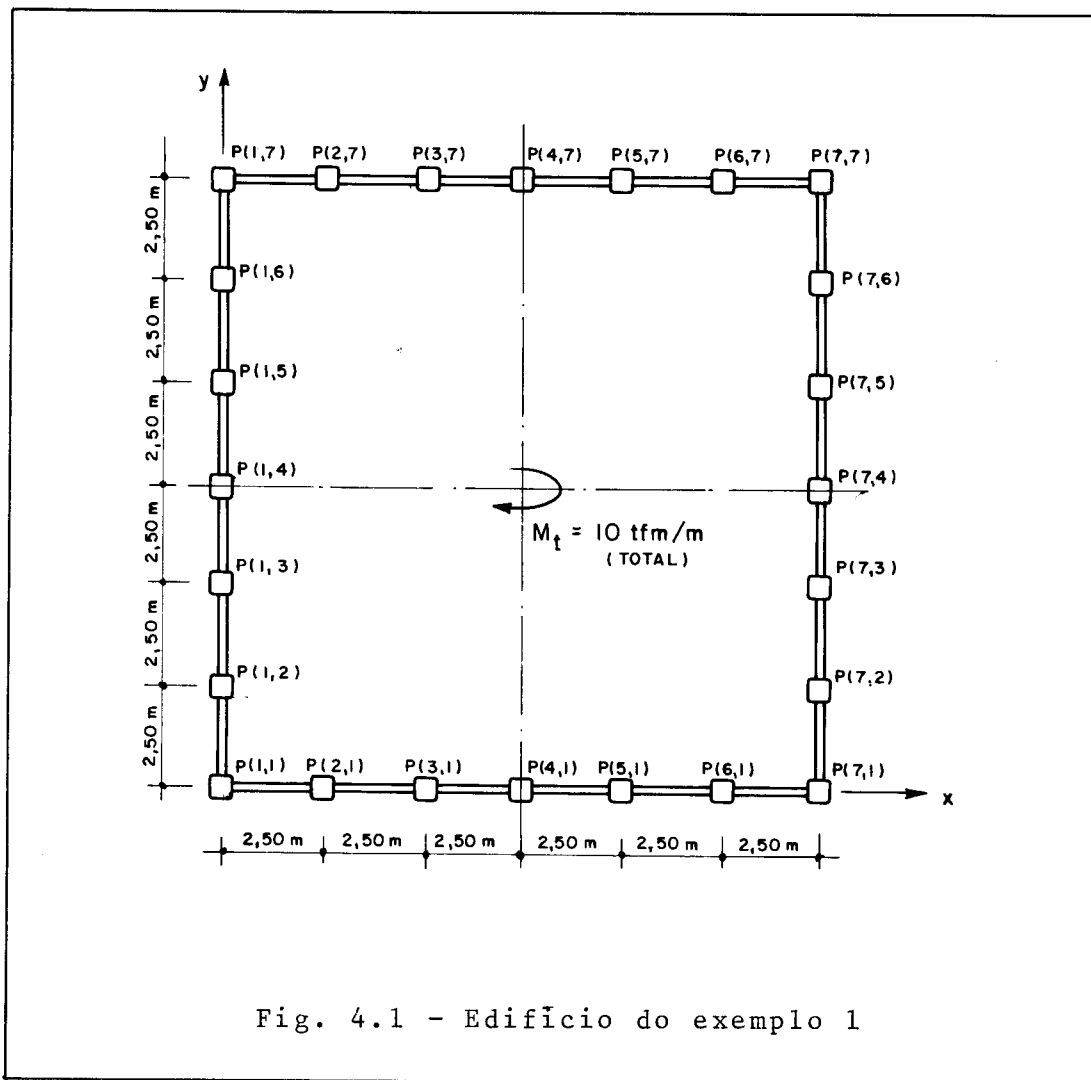 y
P(1,7) P(2,7) P(3,7) P(4,7) P(5,7) P(6,7) P(7,7)
2,50 m
P(1,6) P(7,6)
2,50 m
P(1,5) P(7,5)
2,50 m
P(1,4) P(7,4)
Mt = 10 tfm/m
(TOTAL)
2,50 m
P(1,3) P(7,3)
2,50 m
P(1,2) P(7,2)
2,50 m
P(1,1) P(2,1) P(3,1) P(4,1) P(5,1) P(6,1) P(7,1)
x
2,50 m 2,50 m 2,50 m 2,50 m 2,50 m 2,50 m
Fig. 4.1 - Edifício do exemplo 1